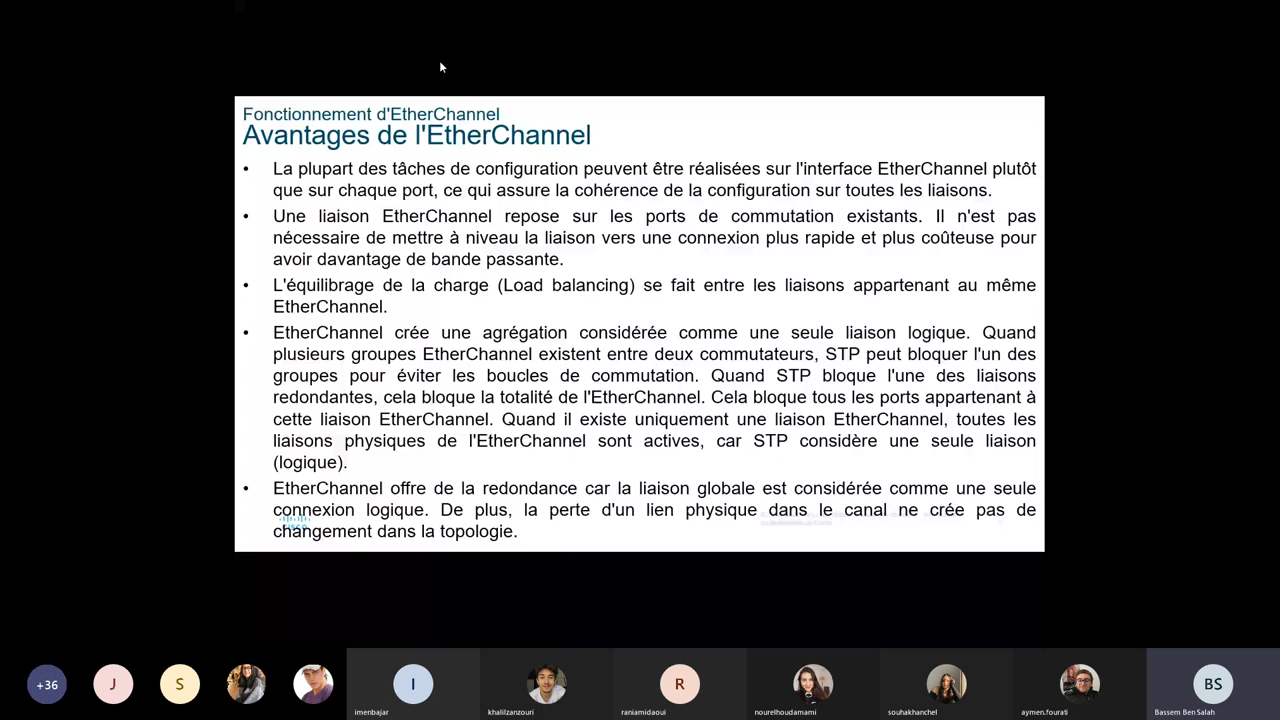 Fonctionnement d'EtherChannel
Avantages de l'EtherChannel
• La plupart des tâches de configuration peuvent être réalisées sur l'interface EtherChannel plutôt
que sur chaque port, ce qui assure la cohérence de la configuration sur toutes les liaisons.
• Une liaison EtherChannel repose sur les ports de commutation existants. Il n'est pas
nécessaire de mettre à niveau la liaison vers une connexion plus rapide et plus coûteuse pour
avoir davantage de bande passante.
• L'équilibrage de la charge (Load balancing) se fait entre les liaisons appartenant au même
EtherChannel.
• EtherChannel crée une agrégation considérée comme une seule liaison logique. Quand
plusieurs groupes EtherChannel existent entre deux commutateurs, STP peut bloquer l'un des
groupes pour éviter les boucles de commutation. Quand STP bloque l'une des liaisons
redondantes, cela bloque la totalité de l'EtherChannel. Cela bloque tous les ports appartenant à
cette liaison EtherChannel. Quand il existe uniquement une liaison EtherChannel, toutes les
liaisons physiques de l'EtherChannel sont actives, car STP considère une seule liaison
(logique).
• EtherChannel offre de la redondance car la liaison globale est considérée comme une seule
connexion logique. De plus, la perte d'un lien physique dans le canal ne crée pas de
changement dans la topologie.
+36
J
S
I
R
BS
imenbajar
khalilzanzouri
raniamidaoui
nourelhoudamami
souhakhanchel
aymen.fourati
Bassem Ben Salah